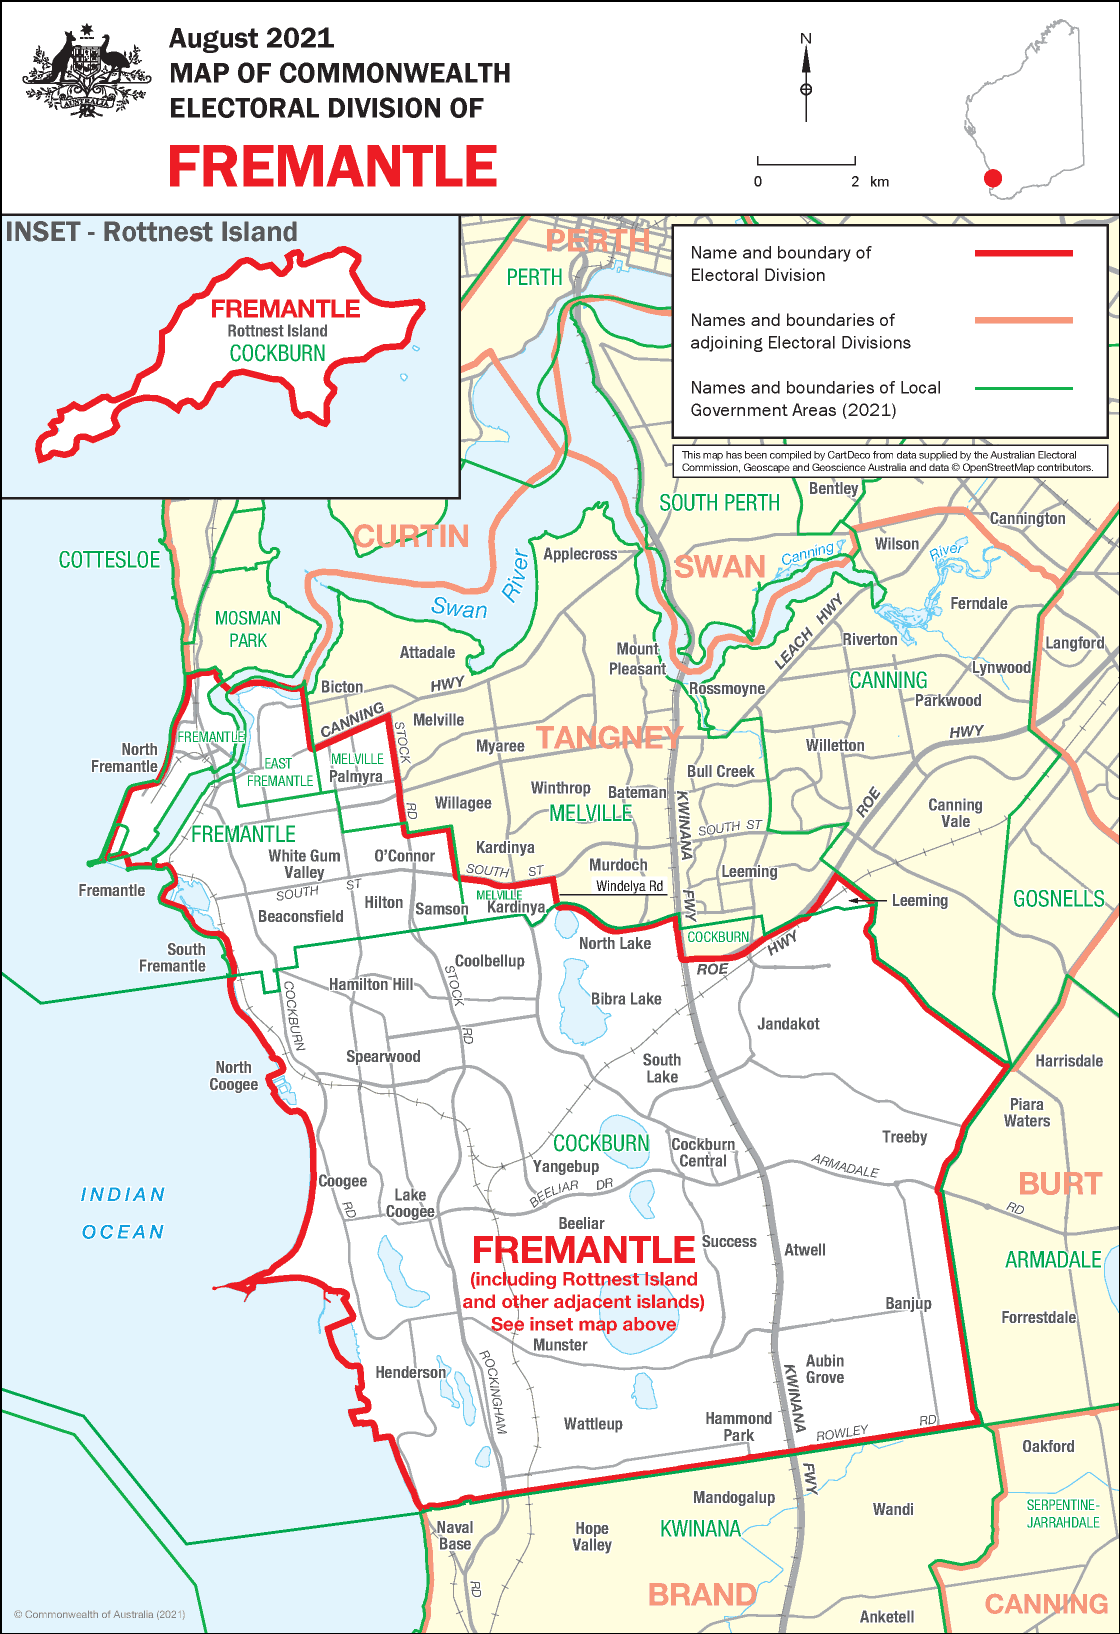 August 2021
MAP OF COMMONWEALTH
ELECTORAL DIVISION OF
FREMANTLE
AUSTRALIA
N
0 2 km
INSET - Rottnest Island
FREMANTLE
Rottnest Island
COCKBURN
Name and boundary of
Electoral Division
Names and boundaries of
adjoining Electoral Divisions
Names and boundaries of Local
Government Areas (2021)
This map has been compiled by CartDeco from data supplied by the Australian Electoral
Commission, Geoscape and Geoscience Australia and data © OpenStreetMap contributors.
PERTH
PERTH
Bentley
SOUTH PERTH
Cannington
CURTIN
COTTESLOE
Applecross
SWAN
Canning
River
Wilson
River
Swan
River
Ferndale
MOSMAN
PARK
LEACH HWY
Riverton
Langford
Attadale
Mount
Pleasant
Lynwood
Bicton
HWY
Rossmoyne
CANNING
Parkwood
CANNING
Melville
STOCK
RD
HWY
FREMANTLE
TANGNEY
Myaree
Willetton
North
Fremantle
EAST
FREMANTLE
MELVILLE
Palmyra
Bull Creek
Winthrop
Bateman
Willagee
MELVILLE
KWINANA
FWY
ROE
Canning
Vale
FREMANTLE
SOUTH ST
White Gum
Valley
O'Connor
Kardinya
Murdoch
Leeming
SOUTH ST
Windelya Rd
Fremantle
SOUTH ST
Hilton
MELVILLE
Kardinya
Samson
Leeming
GOSNELLS
Beaconsfield
COCKBURN
North Lake
HWY
South
Fremantle
Coolbellup
ROE
STOCK
RD
Hamilton Hill
COCKBURN
RD
Bibra Lake
Jandakot
Spearwood
North
Coogee
South
Lake
Harrisdale
Piara
Waters
Treeby
COCKBURN
Cockburn
Central
Yangebup
ARMADALE
RD
BEELIAR DR
Coogee
Lake
Coogee
BURT
INDIAN
OCEAN
Beeliar
FREMANTLE
(including Rottnest Island
and other adjacent islands)
See inset map above
Success
Atwell
ARMADALE
Banjup
Forrestdale
Munster
Henderson
ROCKINGHAM
RD
Aubin
Grove
KWINANA
FWY
Wattleup
Hammond
Park
ROWLEY
RD
Oakford
Mandogalup
Wandi
SERPENTINE-
JARRAHDALE
Naval
Base
Hope
Valley
KWINANA
BRAND
CANNING
Anketell
© Commonwealth of Australia (2021)